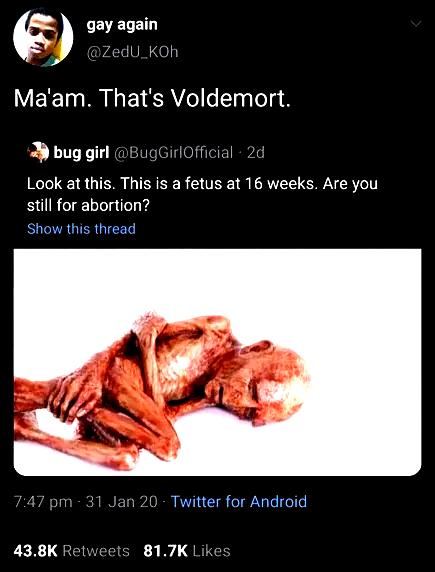 gay again
@ZedU_KOh
Ma'am. That's Voldemort.
bug girl @BugGirlOfficial · 2d
Look at this. This is a fetus at 16 weeks. Are you
still for abortion?
Show this thread
7:47 pm · 31 Jan 20 · Twitter for Android
43.8K Retweets 81.7K Likes